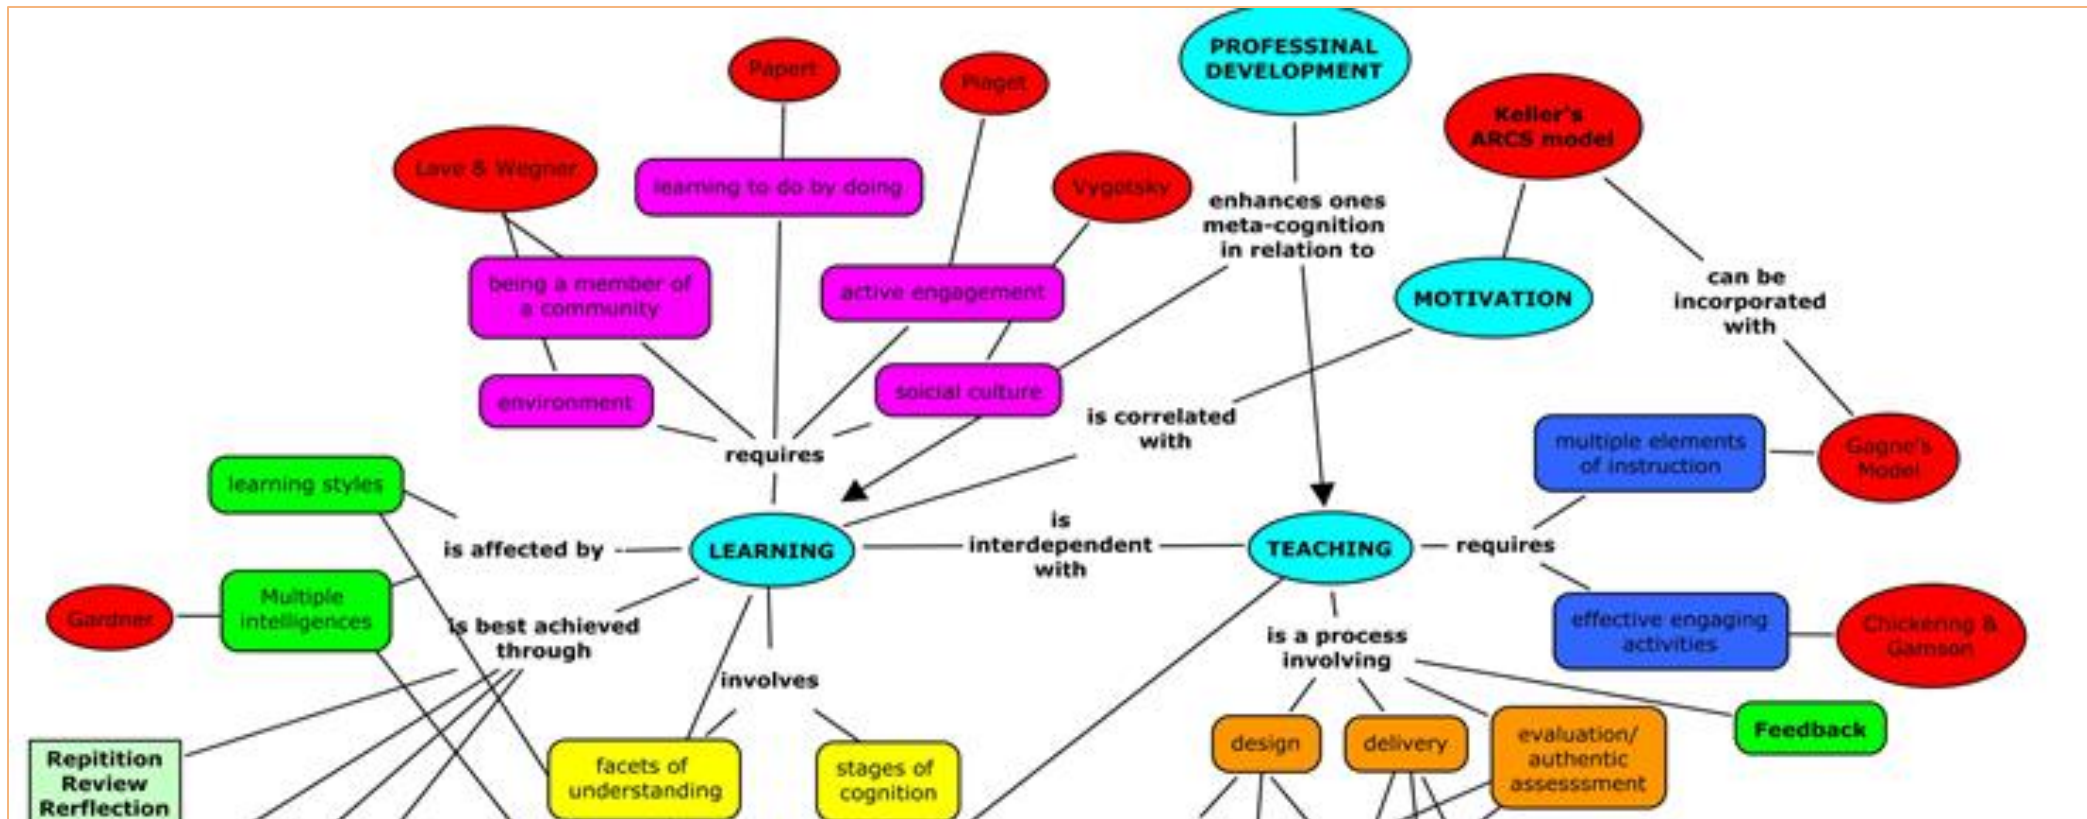 PROFESSINAL
DEVELOPMENT
Papert
Piaget
Keller's
ARCS model
Lave & Wegner
learning to do by doing
Vygotsky
enhances ones
meta-cognition
in relation to
being a member of
a community
active engagement
MOTIVATION
can be
incorporated
with
environment
soicial culture
is correlated
with
requires
multiple elements
of instruction
Gagne's
Model
learning styles
is affected by
LEARNING
is
interdependent
with
TEACHING
requires
Gardner
Multiple
intelligences
is best achieved
through
is a process
involving
effective engaging
activities
Chickering &
Gamson
involves
Feedback
Repitition
Review
Rerflection
facets of
understanding
stages of
cognition
design
delivery
evaluation/
authentic
assesssment